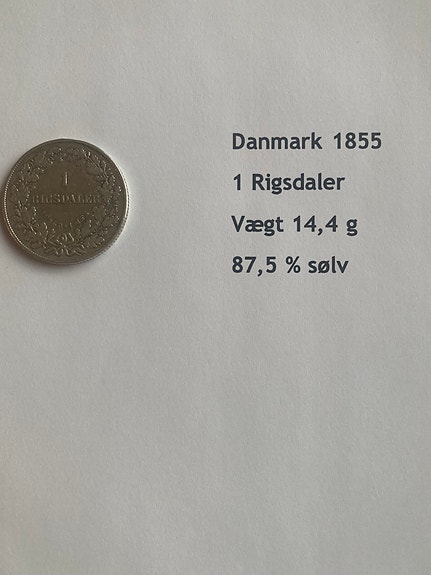 1
RIGSDALER
Danmark 1855
1 Rigsdaler
Vægt 14,4 g
87,5 % sølv